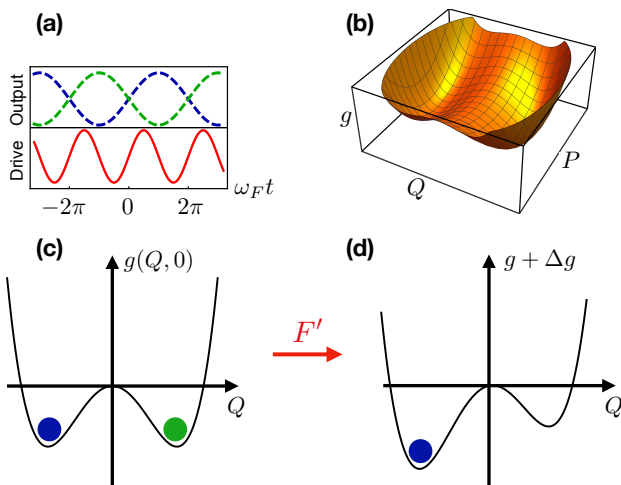 (a)
Output
Drive
−2π 0 2π
ω_F t
(b)
g
Q
P
(c)
g(Q, 0)
Q
F′
(d)
g + Δg
Q